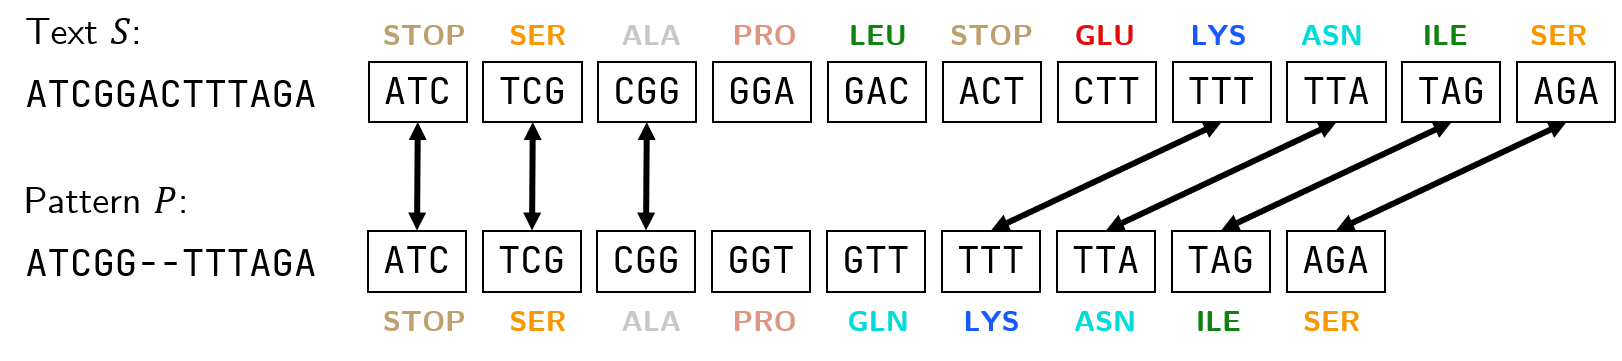 Text S:
STOP SER ALA PRO LEU STOP GLU LYS ASN ILE SER
ATCGGACTTTAGA
ATC TCG CGG GGA GAC ACT CTT TTT TTA TAG AGA
Pattern P:
ATCGG--TTTAGA
ATC TCG CGG GGT GTT TTT TTA TAG AGA
STOP SER ALA PRO GLN LYS ASN ILE SER